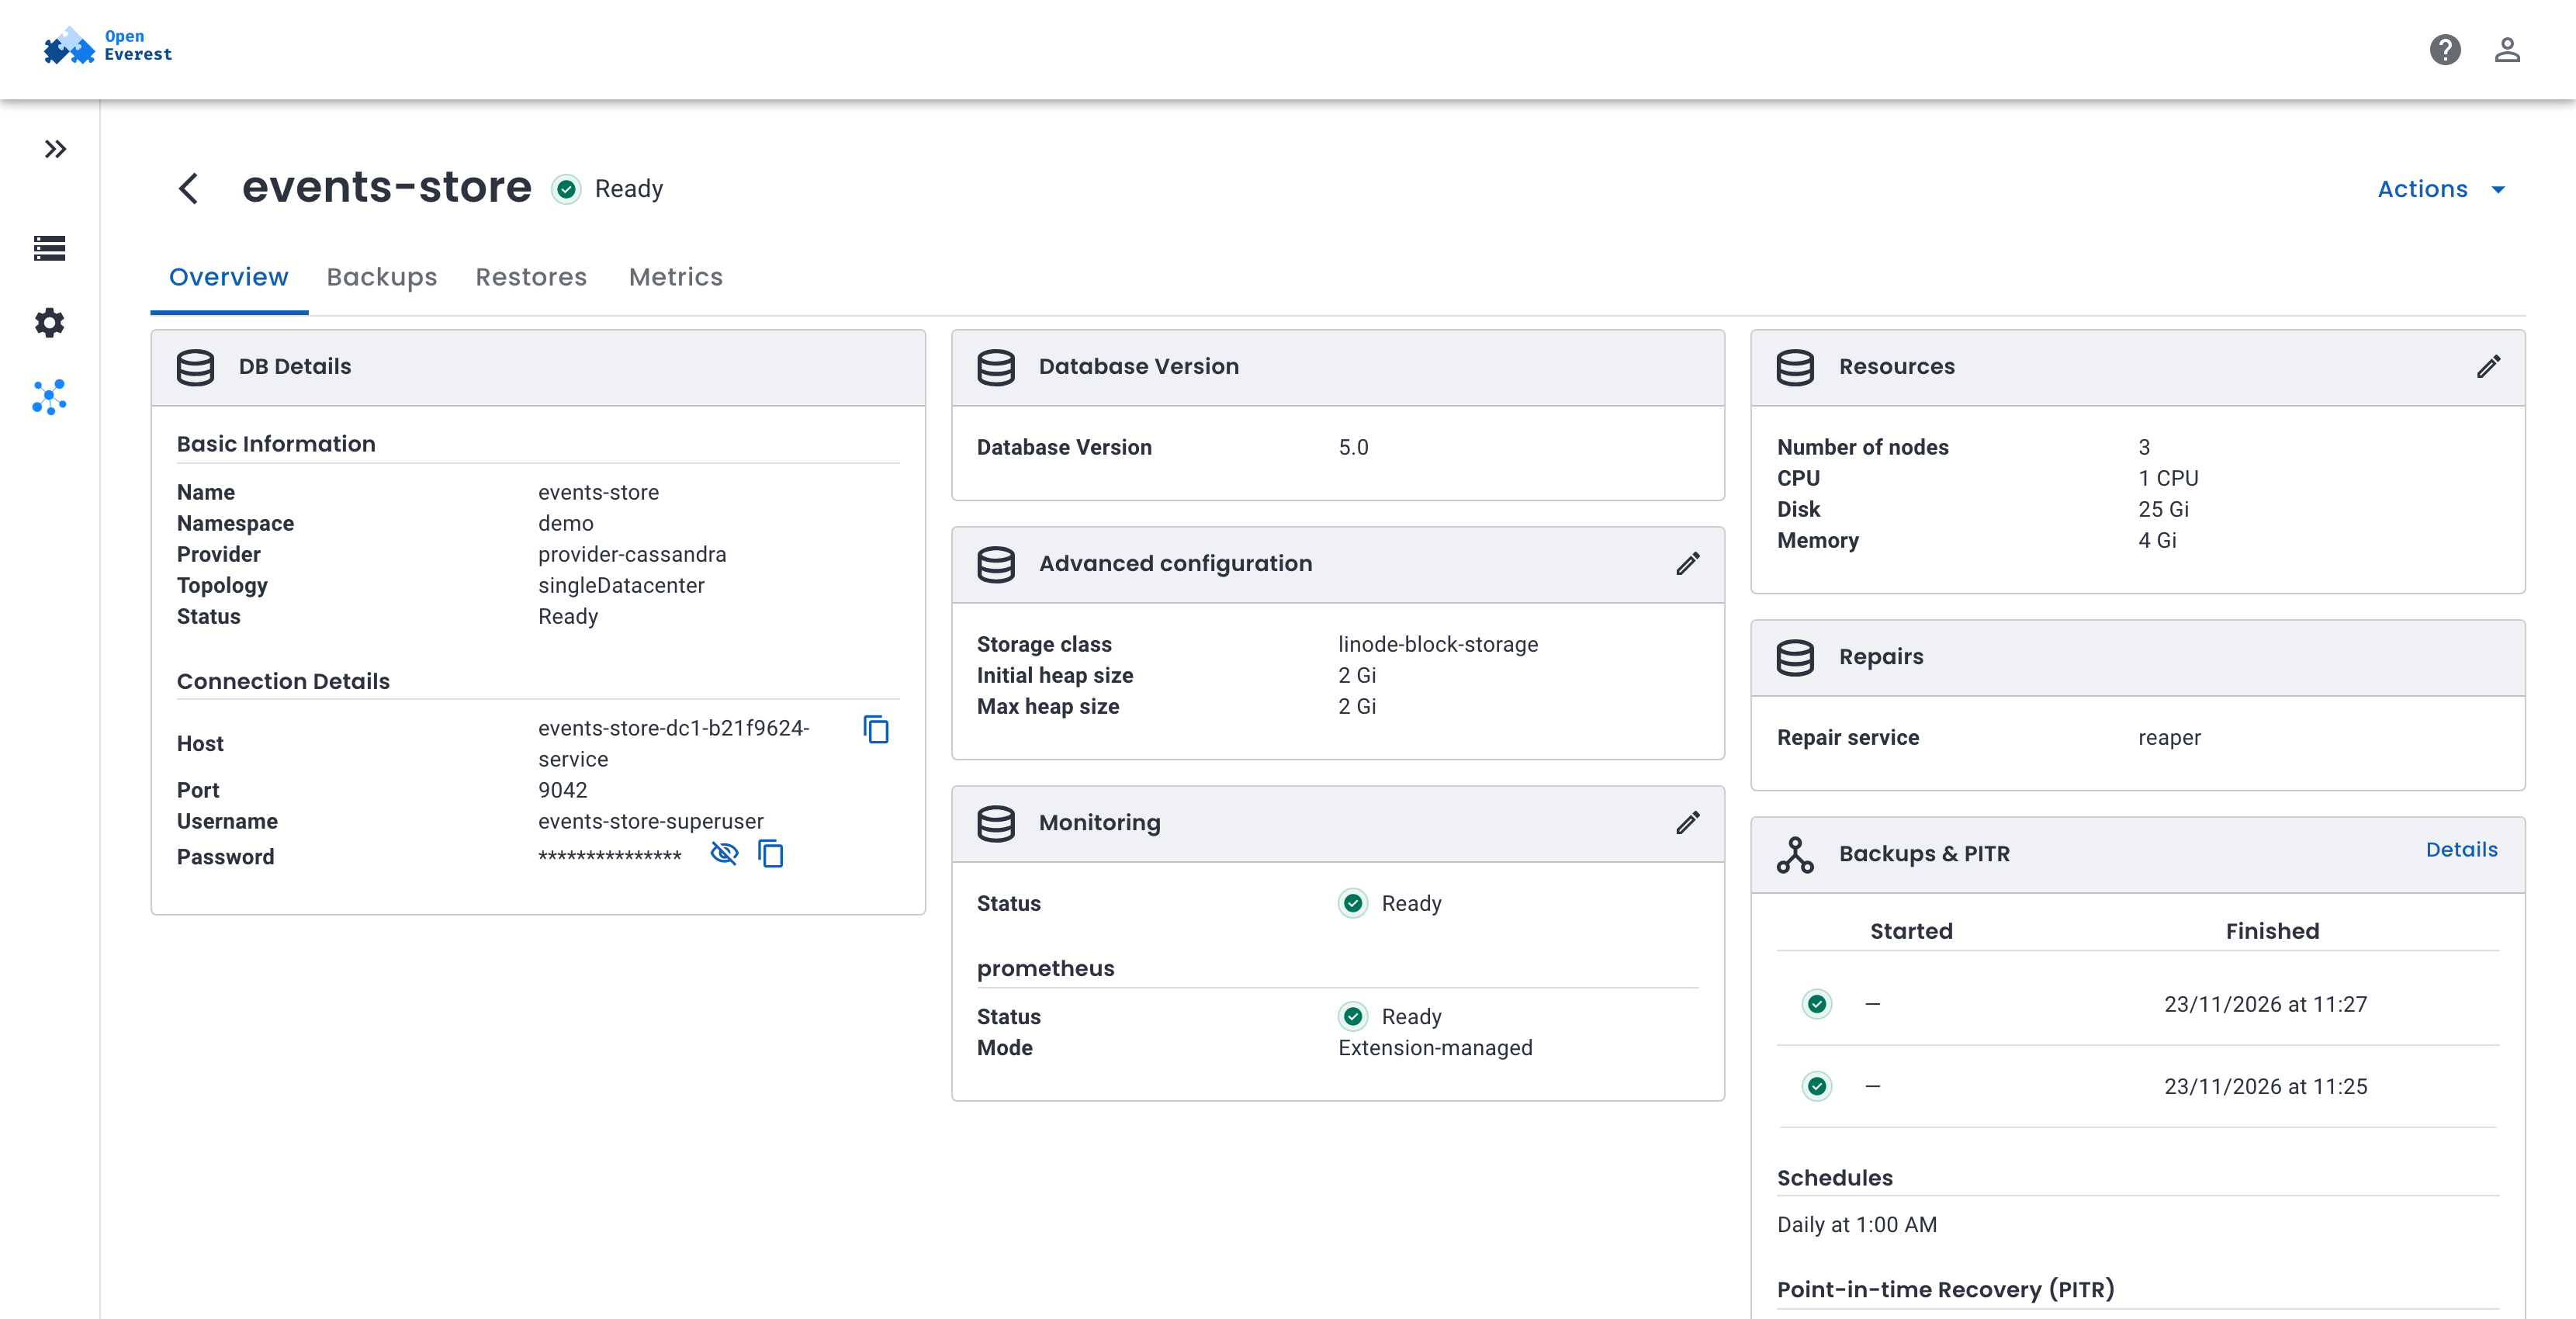 Open
Everest
events-store
Ready
Actions
Overview
Backups
Restores
Metrics
DB Details
Basic Information
Name events-store
Namespace demo
Provider provider-cassandra
Topology singleDatacenter
Status Ready
Connection Details
Host events-store-dc1-b21f9624-
service
Port 9042
Username events-store-superuser
Password ***************
Database Version
Database Version 5.0
Advanced configuration
Storage class linode-block-storage
Initial heap size 2 Gi
Max heap size 2 Gi
Monitoring
Status Ready
prometheus
Status Ready
Mode Extension-managed
Resources
Number of nodes 3
CPU 1 CPU
Disk 25 Gi
Memory 4 Gi
Repairs
Repair service reaper
Backups & PITR
Details
Started Finished
— 23/11/2026 at 11:27
— 23/11/2026 at 11:25
Schedules
Daily at 1:00 AM
Point-in-time Recovery (PITR)